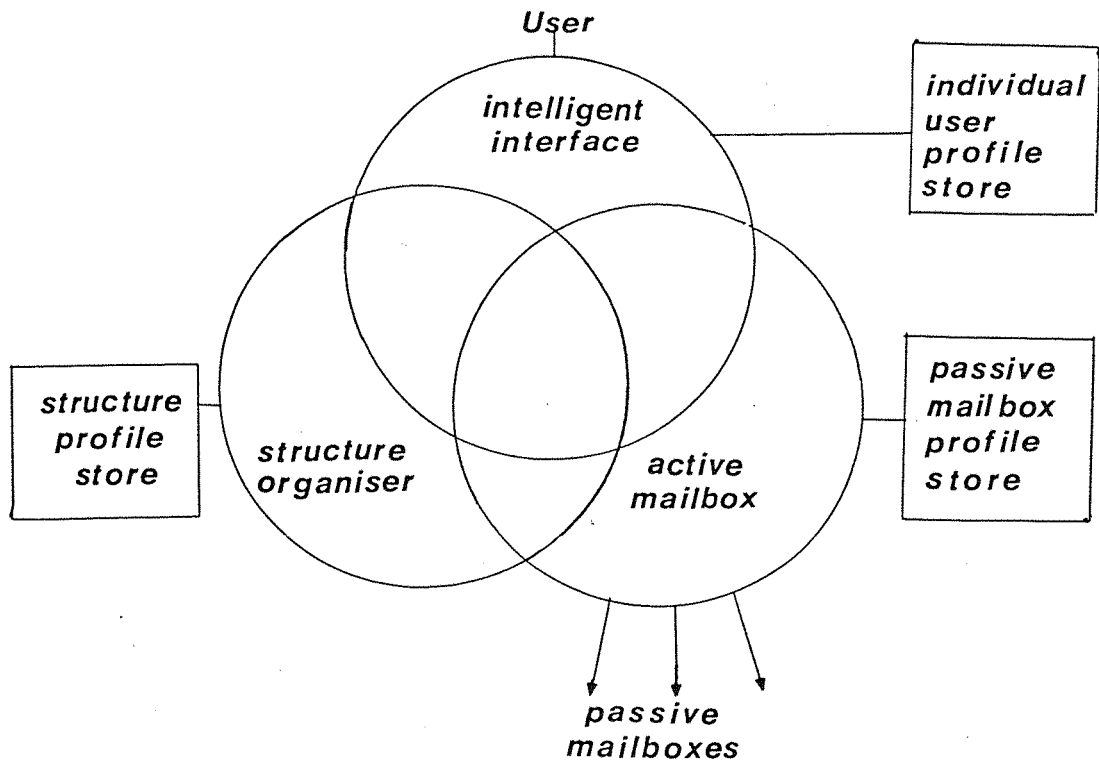 User
intelligent
interface
individual
user
profile
store
structure
profile
store
structure
organiser
active
mailbox
passive
mailbox
profile
store
passive
mailboxes